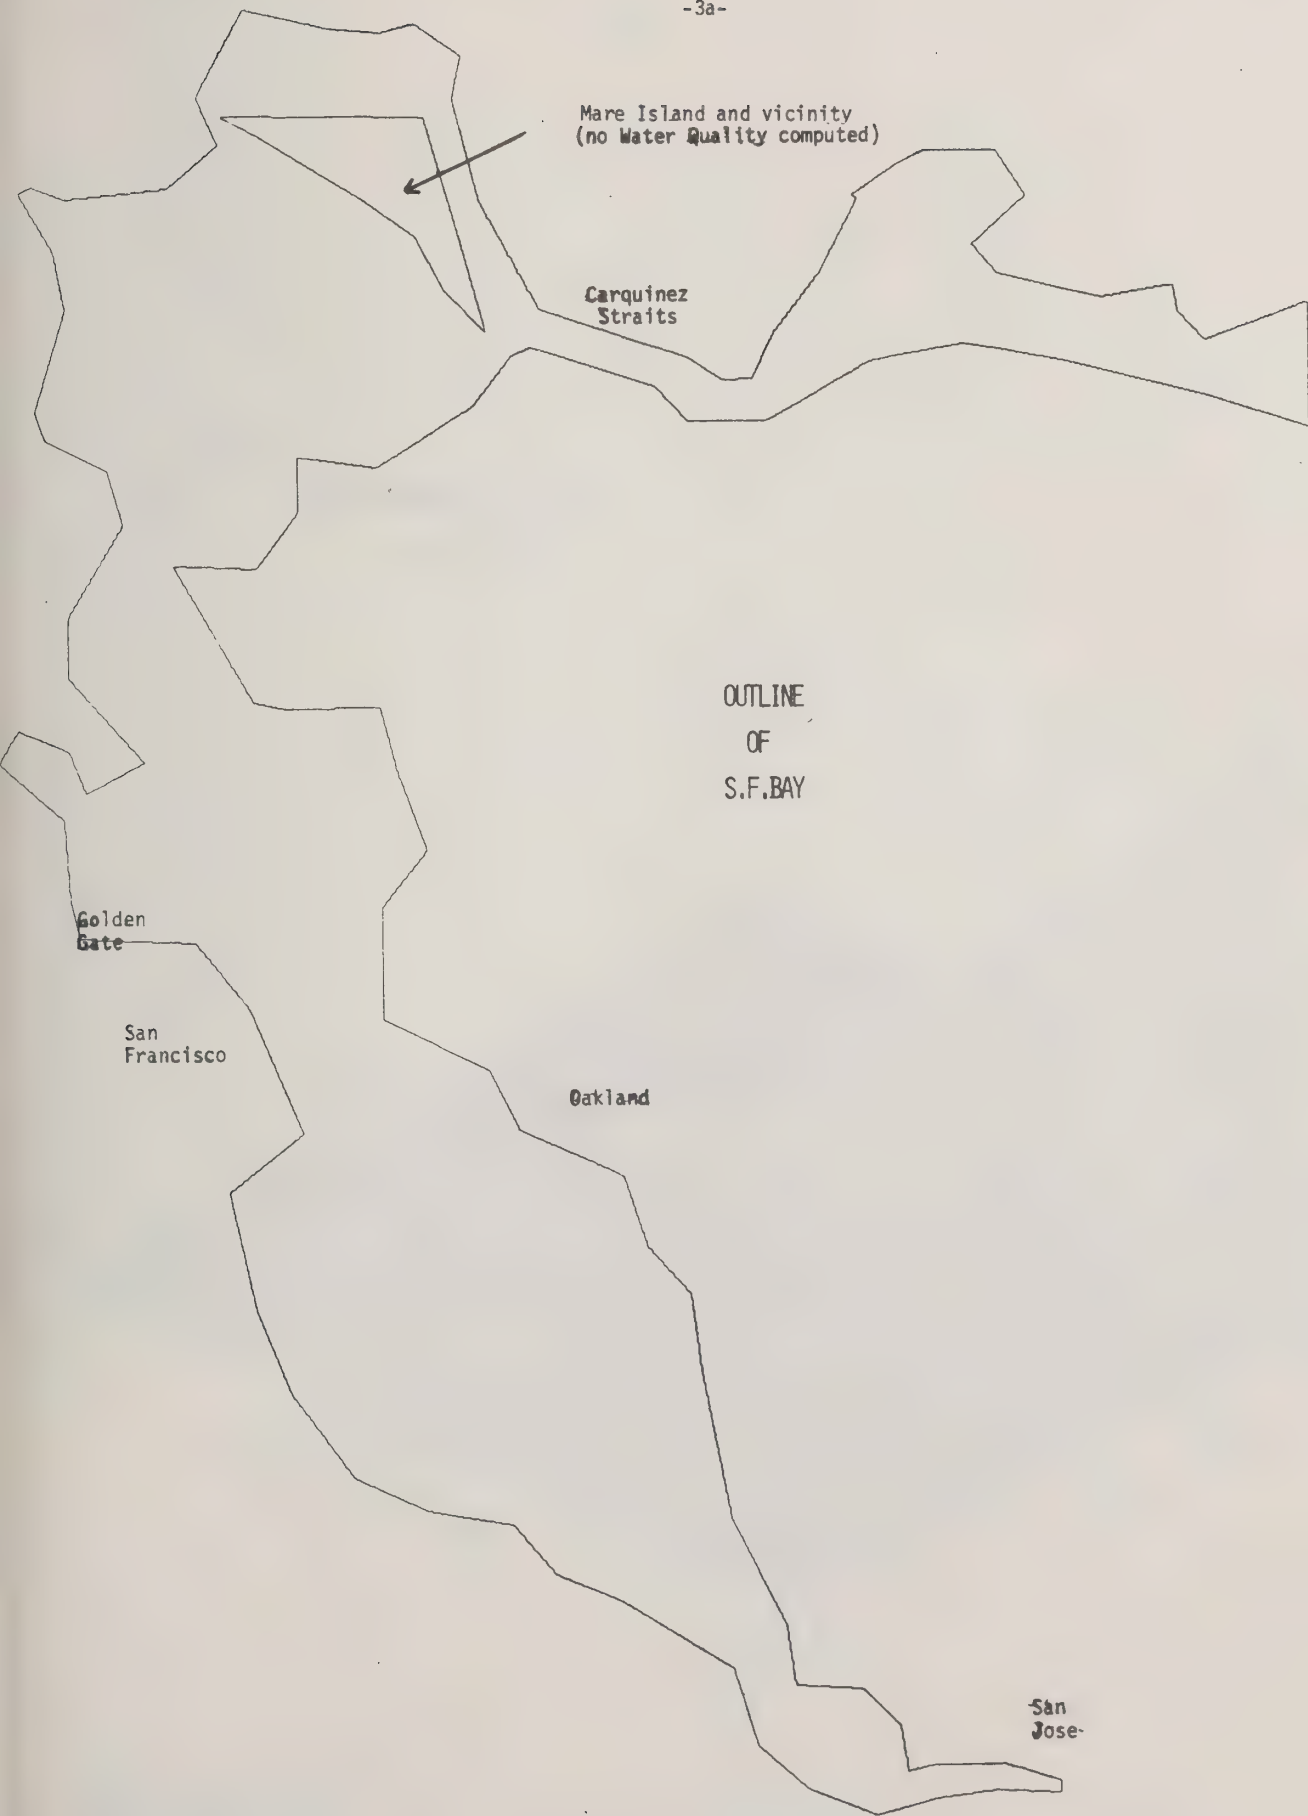 -3a-
Mare Island and vicinity
(no Water Quality computed)
Carquinez
Straits
OUTLINE
OF
S.F.BAY
Golden
Gate
San
Francisco
Oakland
San
Jose